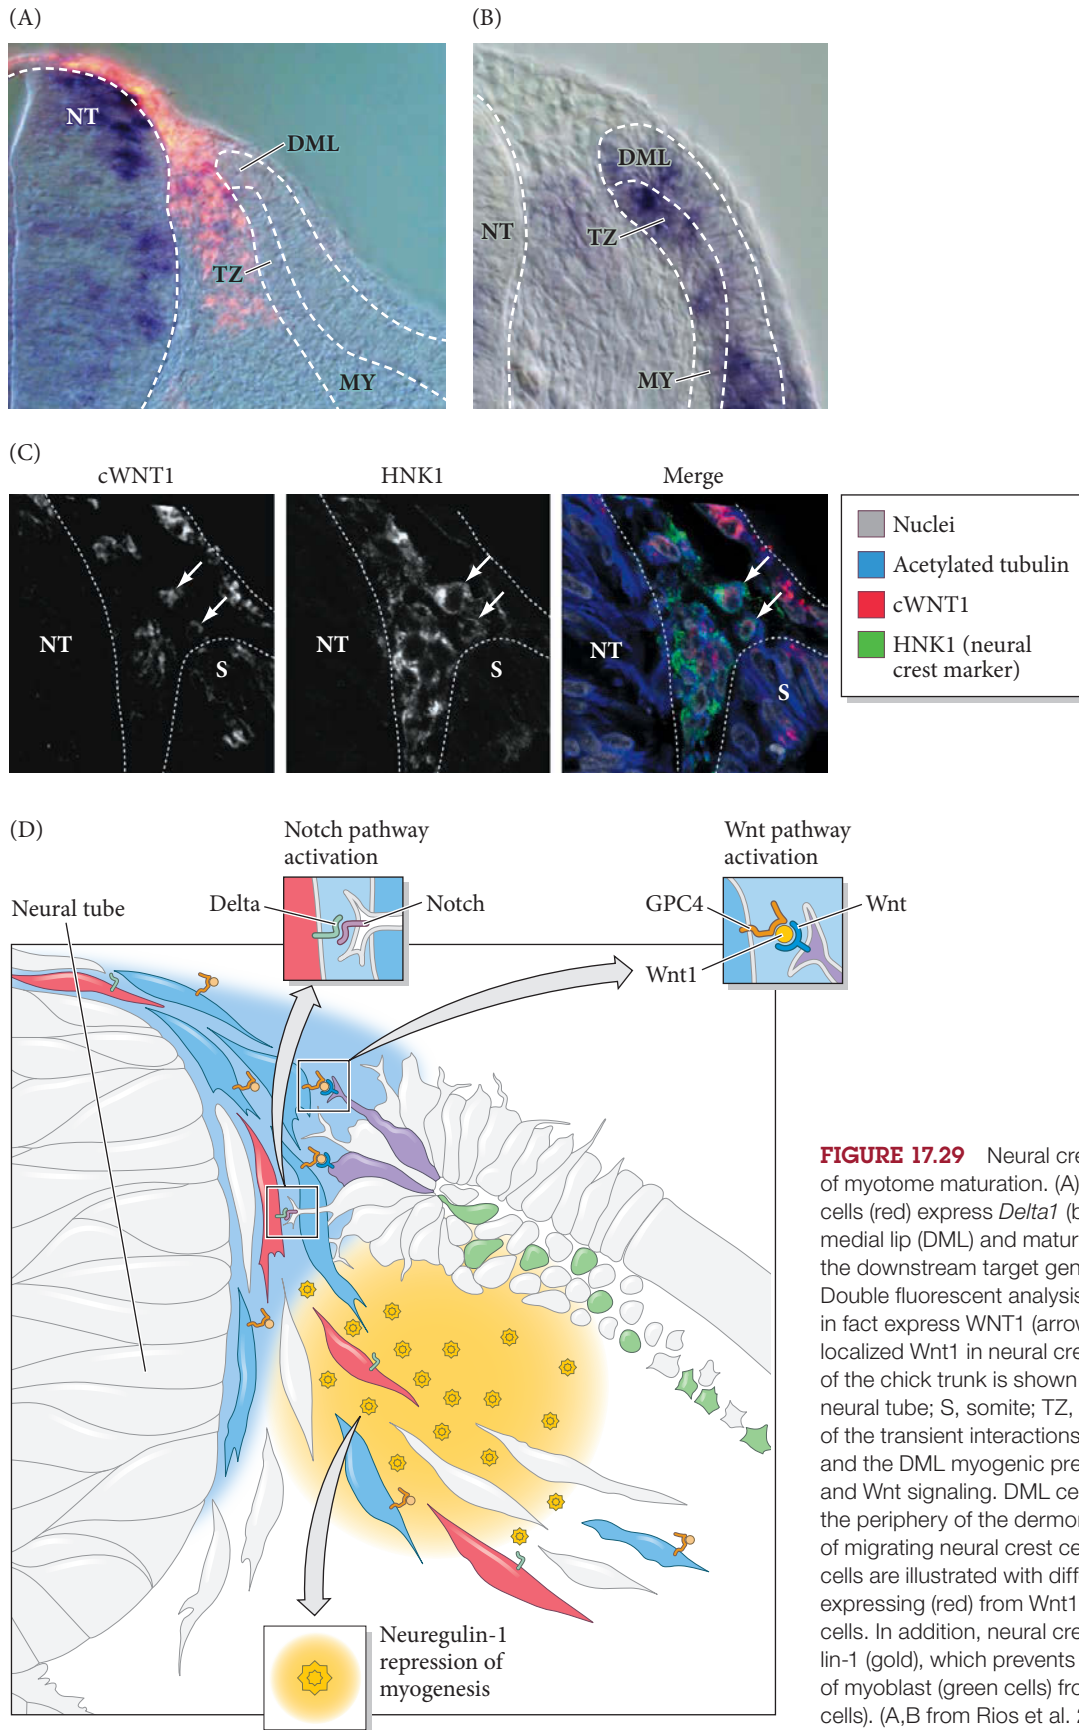 (A)
(B)
NT
DML
TZ
MY
DML
NT
TZ
MY
(C)
cWNT1
HNK1
Merge
NT
S
NT
S
Nuclei
Acetylated tubulin
cWNT1
HNK1 (neural
crest marker)
(D)
Notch pathway
activation
Wnt pathway
activation
Neural tube
Delta
Notch
GPC4
Wnt
Wnt1
Neuregulin-1
repression of
myogenesis
FIGURE 17.29 Neural cre
of myotome maturation. (A)
cells (red) express Delta1 (b
medial lip (DML) and matur
the downstream target gen
Double fluorescent analysis
in fact express WNT1 (arrow
localized Wnt1 in neural cre
of the chick trunk is shown
neural tube; S, somite; TZ,
of the transient interactions
and the DML myogenic pre
and Wnt signaling. DML ce
the periphery of the dermor
of migrating neural crest ce
cells are illustrated with diff
expressing (red) from Wnt1
cells. In addition, neural cre
lin-1 (gold), which prevents
of myoblast (green cells) fro
cells). (A,B from Rios et al. 2